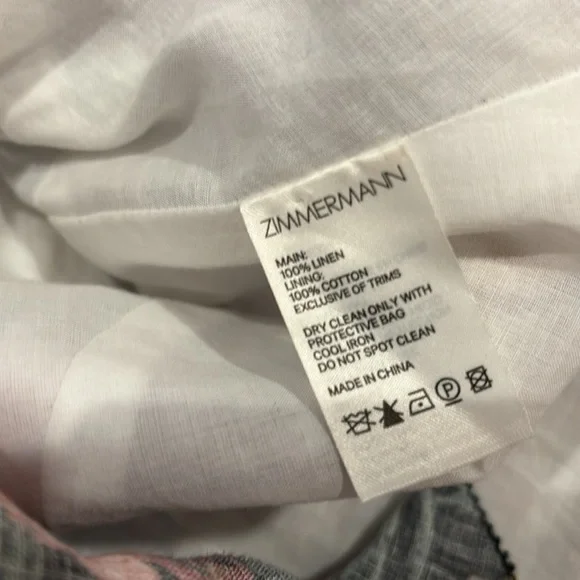 ZIMMERMANN
MAIN:
100% LINEN
LINING:
100% COTTON
EXCLUSIVE OF TRIMS
DRY CLEAN ONLY WITH
PROTECTIVE BAG
COOL IRON
DO NOT SPOT CLEAN
MADE IN CHINA
P